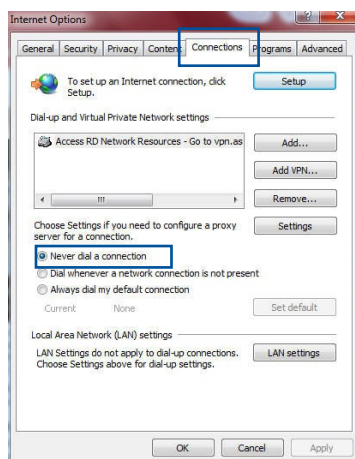 Internet Options
General Security Privacy Content Connections Programs Advanced
To set up an Internet connection, click
Setup.
Setup
Dial-up and Virtual Private Network settings
Access RD Network Resources - Go to vpn.as
Add...
Add VPN...
Remove...
Choose Settings if you need to configure a proxy
server for a connection.
Settings
Never dial a connection
Dial whenever a network connection is not present
Always dial my default connection
Current None
Set default
Local Area Network (LAN) settings
LAN Settings do not apply to dial-up connections.
Choose Settings above for dial-up settings.
LAN settings
OK Cancel Apply